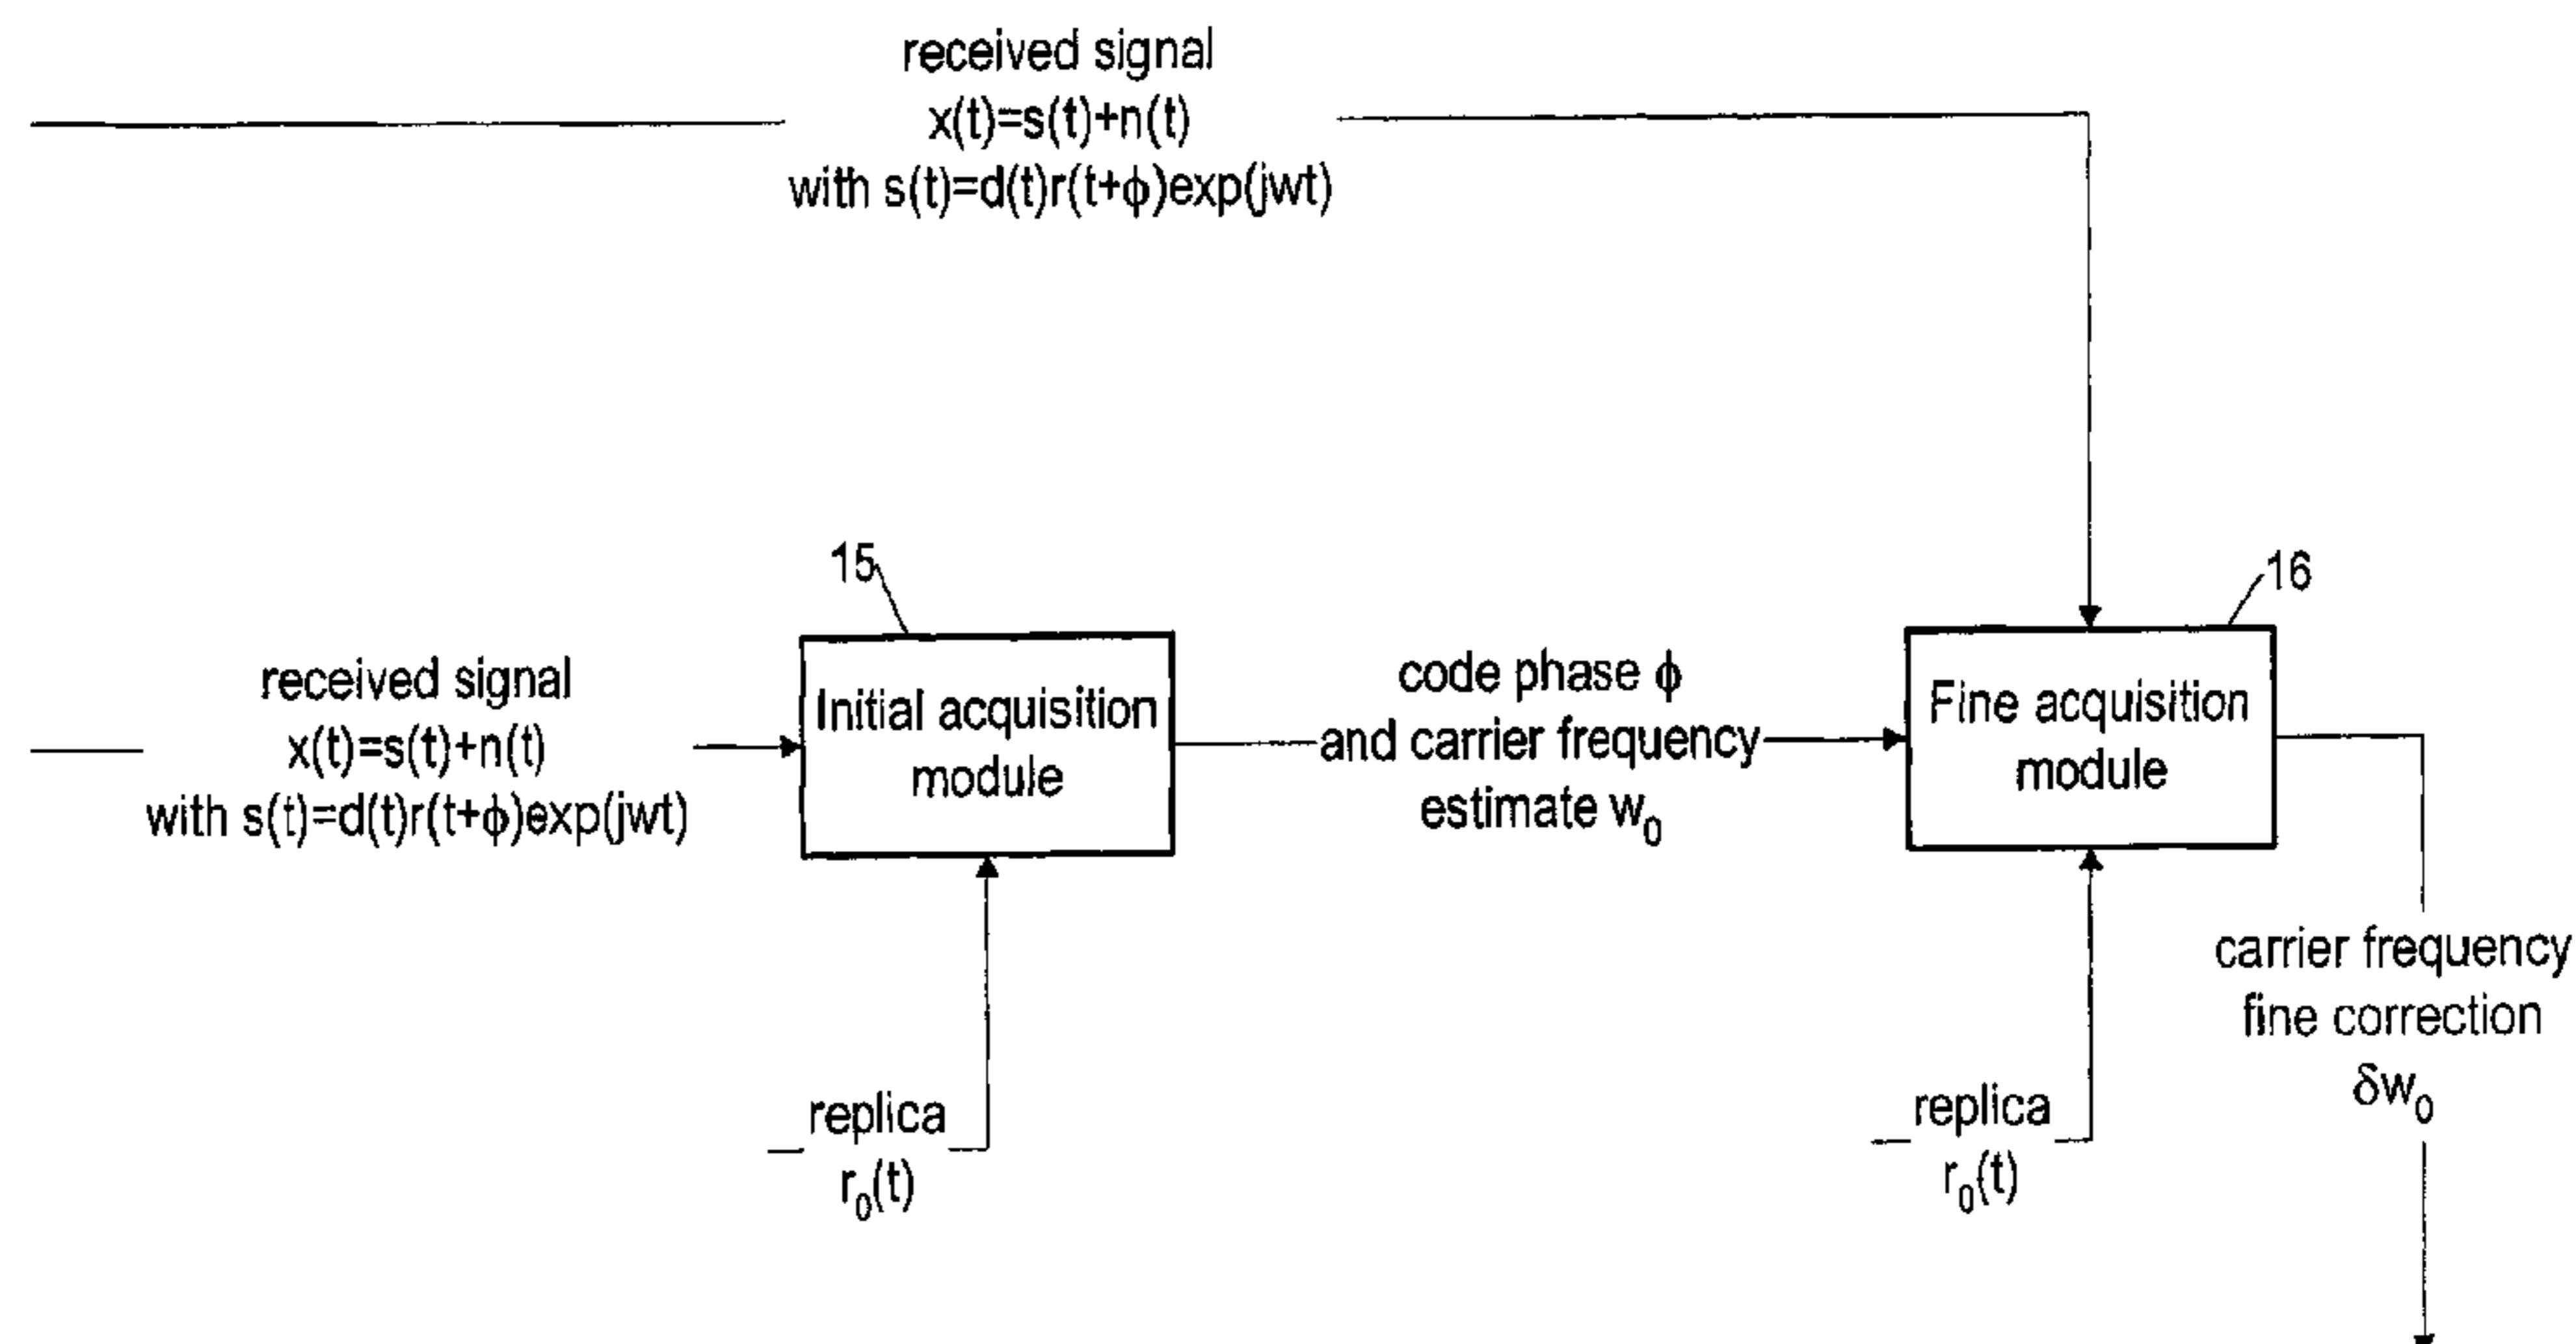 received signal
x(t)=s(t)+n(t)
with s(t)=d(t)r(t+ϕ)exp(jwt)
15
16
received signal
x(t)=s(t)+n(t)
with s(t)=d(t)r(t+ϕ)exp(jwt)
Initial acquisition
module
code phase ϕ
and carrier frequency
estimate w₀
Fine acquisition
module
carrier frequency
fine correction
δw₀
replica
r₀(t)
replica
r₀(t)